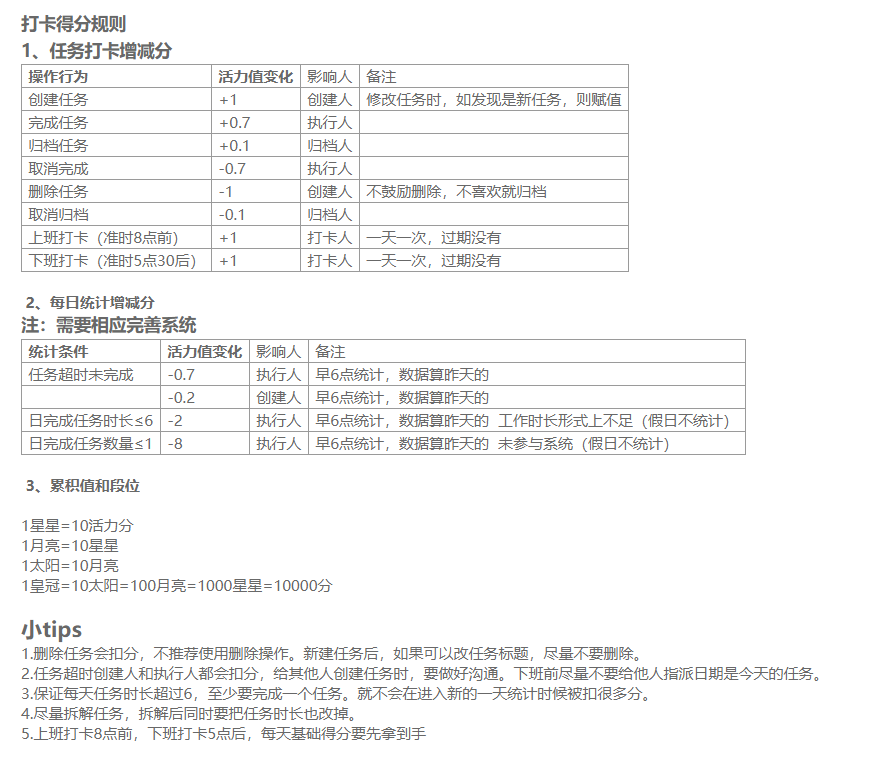 打卡得分规则
1、任务打卡增减分
操作行为 活力值变化 影响人 备注
创建任务 +1 创建人 修改任务时，如发现是新任务，则赋值
完成任务 +0.7 执行人
归档任务 +0.1 归档人
取消完成 -0.7 执行人
删除任务 -1 创建人 不鼓励删除，不喜欢就归档
取消归档 -0.1 归档人
上班打卡（准时8点前） +1 打卡人 一天一次，过期没有
下班打卡（准时5点30后） +1 打卡人 一天一次，过期没有
2、每日统计增减分
注：需要相应完善系统
统计条件 活力值变化 影响人 备注
任务超时未完成 -0.7 执行人 早6点统计，数据算昨天的
-0.2 创建人 早6点统计，数据算昨天的
日完成任务时长≤6 -2 执行人 早6点统计，数据算昨天的 工作时长形式上不足（假日不统计）
日完成任务数量≤1 -8 执行人 早6点统计，数据算昨天的 未参与系统（假日不统计）
3、累积值和段位
1星星=10活力分
1月亮=10星星
1太阳=10月亮
1皇冠=10太阳=100月亮=1000星星=10000分
小tips
1.删除任务会扣分，不推荐使用删除操作。新建任务后，如果可以改任务标题，尽量不要删除。
2.任务超时创建人和执行人都会扣分，给其他人创建任务时，要做好沟通。下班前尽量不要给他人指派日期是今天的任务。
3.保证每天任务时长超过6，至少要完成一个任务。就不会在进入新的一天统计时候被扣很多分。
4.尽量拆解任务，拆解后同时要把任务时长也改掉。
5.上班打卡8点前，下班打卡5点后，每天基础得分要先拿到手